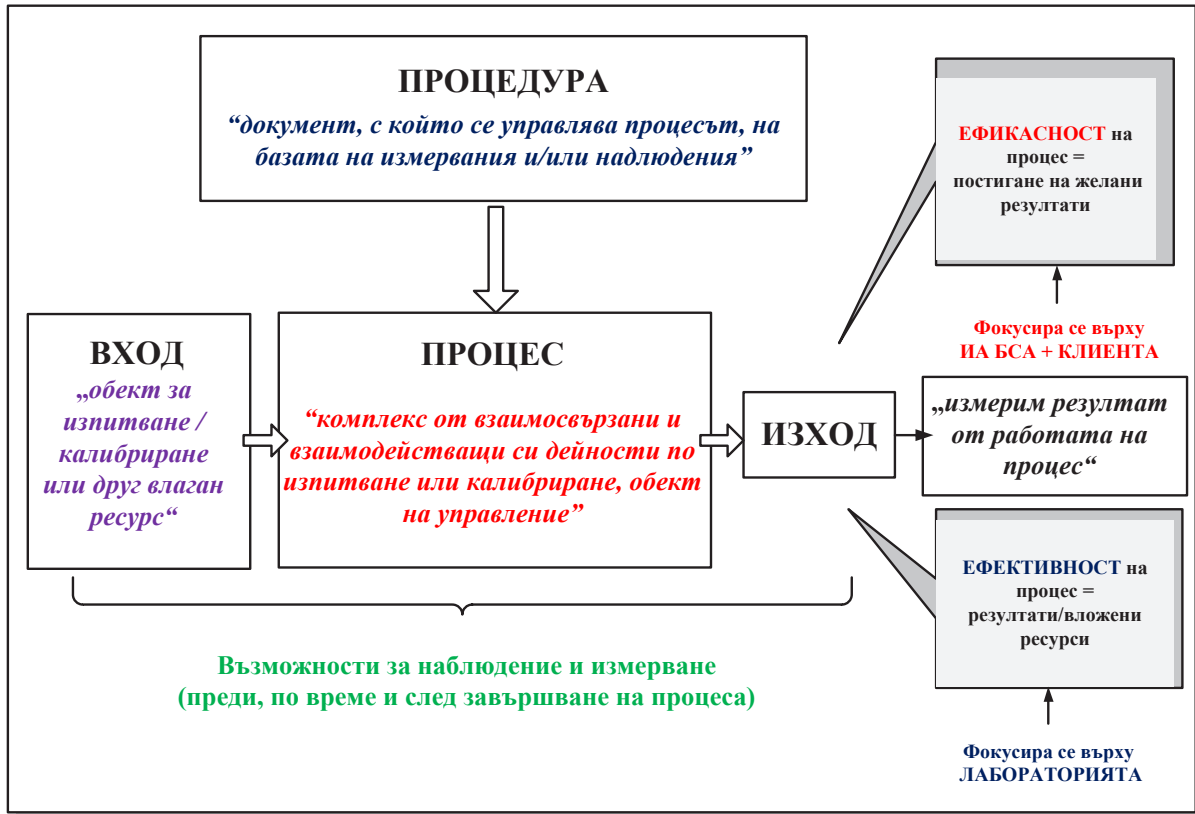 ПРОЦЕДУРА
“документ, с който се управлява процесът, на
базата на измервания и/или надлюдения”
ЕФИКАСНОСТ на
процес =
постигане на желани
резултати
Фокусира се върху
ИА БСА + КЛИЕНТА
ВХОД
„обект за
изпитване /
калибриране
или друг влаган
ресурс“
ПРОЦЕС
“комплекс от взаимосвързани и
взаимодействащи си дейности по
изпитване или калибриране, обект
на управление”
ИЗХОД
„измерим резултат
от работата на
процес“
ЕФЕКТИВНОСТ на
процес =
резултати/вложени
ресурси
Фокусира се върху
ЛАБОРАТОРИЯТА
Възможности за наблюдение и измерване
(преди, по време и след завършване на процеса)